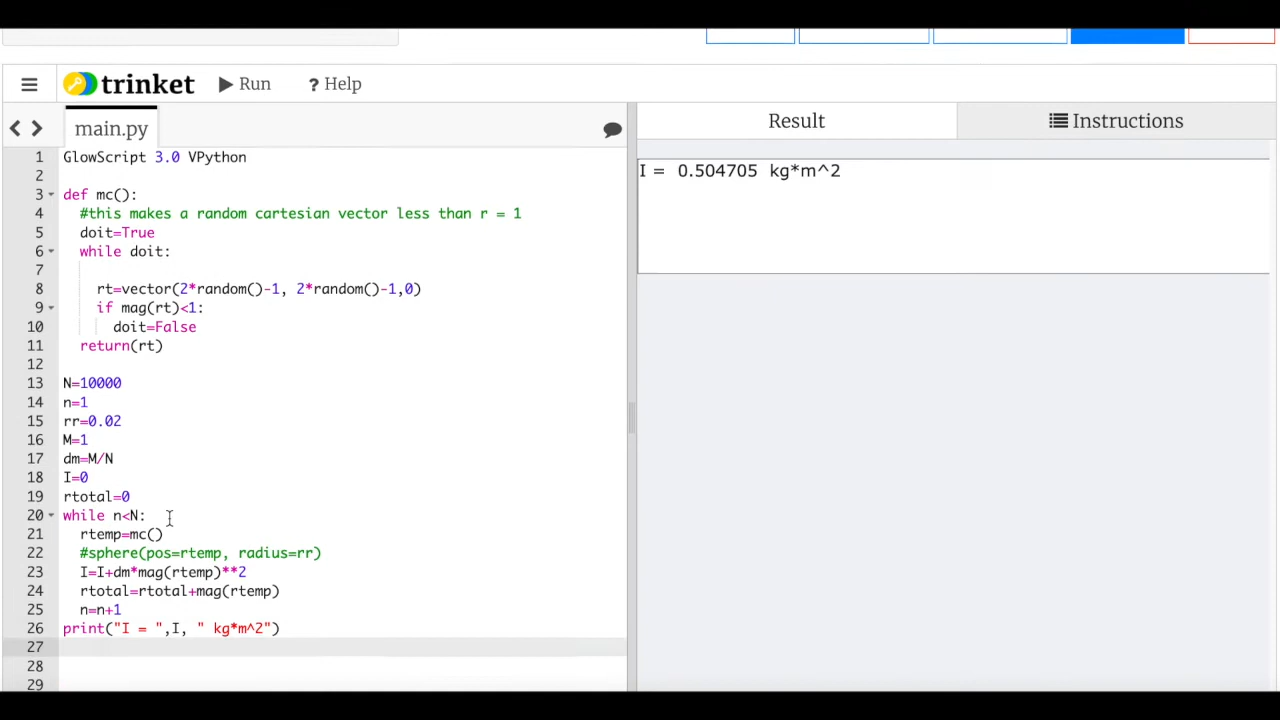 trinket
Run
? Help
main.py
Result
Instructions
1 GlowScript 3.0 VPython
2
3 def mc():
4 #this makes a random cartesian vector less than r = 1
5 doit=True
6 while doit:
7
8 rt=vector(2*random()-1, 2*random()-1,0)
9 if mag(rt)<1:
10 doit=False
11 return(rt)
12
13 N=10000
14 n=1
15 rr=0.02
16 M=1
17 dm=M/N
18 I=0
19 rtotal=0
20 while n<N:
21 rtemp=mc()
22 #sphere(pos=rtemp, radius=rr)
23 I=I+dm*mag(rtemp)**2
24 rtotal=rtotal+mag(rtemp)
25 n=n+1
26 print("I = ",I, " kg*m^2")
27
28
29
I = 0.504705 kg*m^2